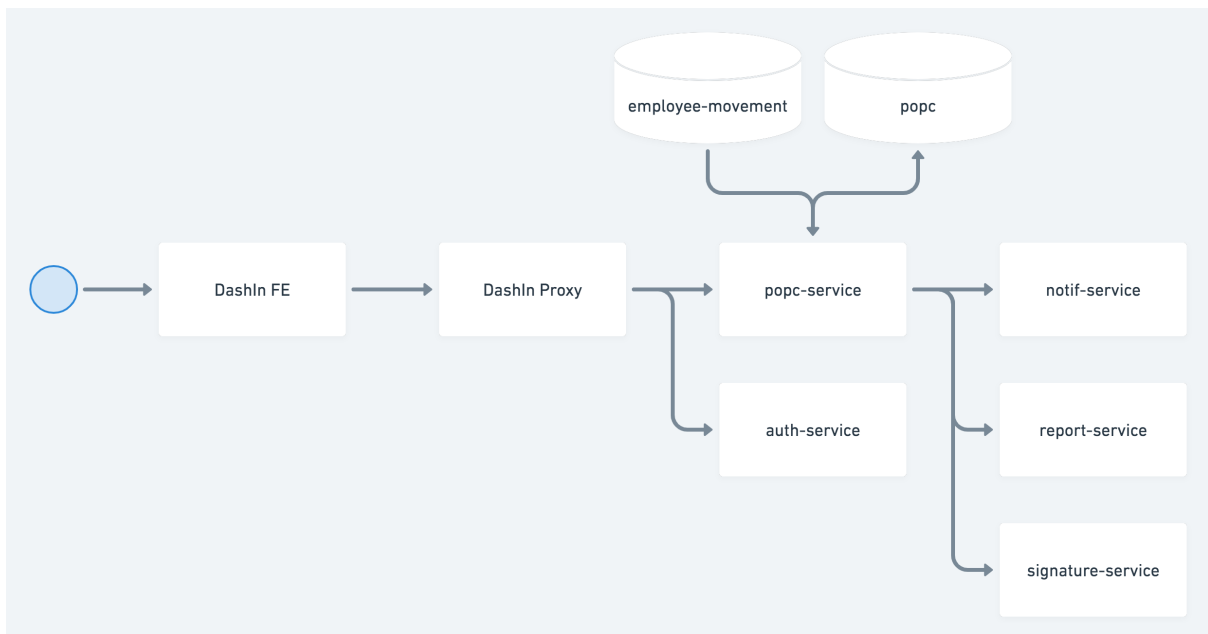 employee-movement
popc
DashIn FE
DashIn Proxy
popc-service
notif-service
auth-service
report-service
signature-service